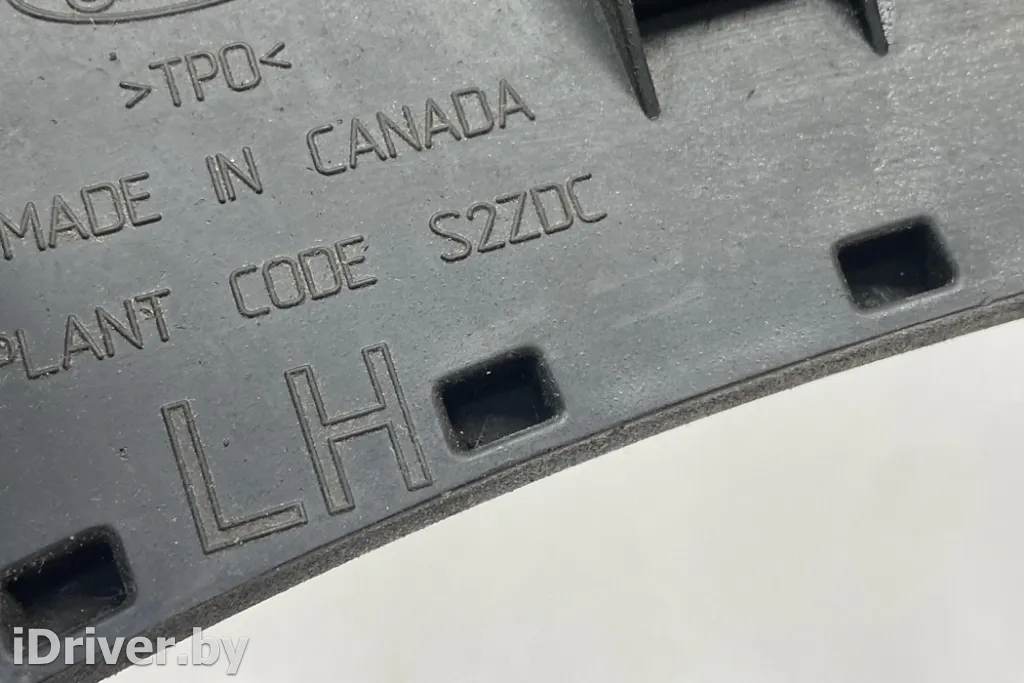 >TPO<
MADE IN CANADA
PLANT CODE S2ZDC
LH
iDriver.by